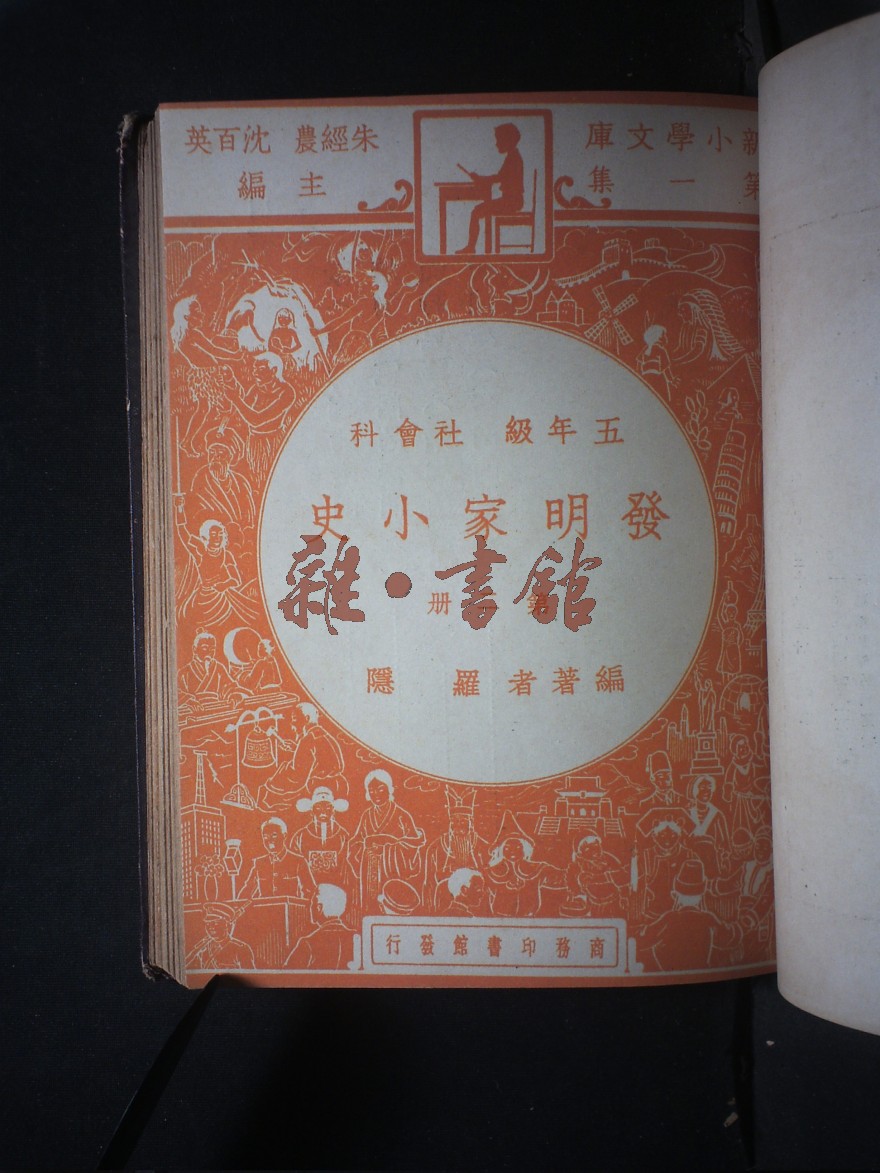 新小學文庫
第一集
朱經農 沈百英
主編
五年級 社會科
發明家小史
第 册
編著者 羅隱
雜·書館
商務印書館發行